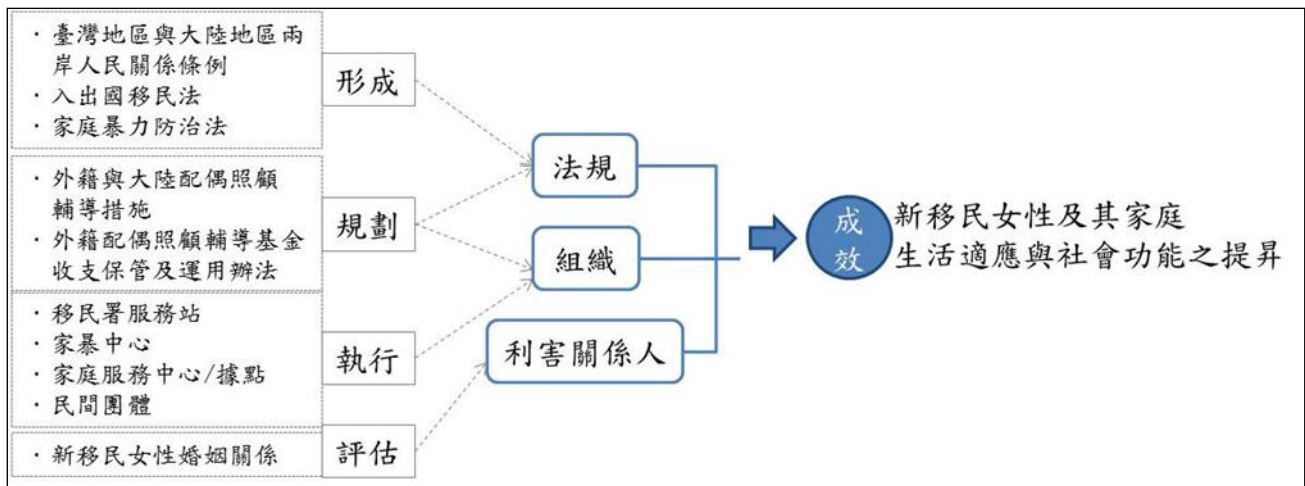 ・臺灣地區與大陸地區兩
岸人民關係條例
・入出國移民法
・家庭暴力防治法
形成
・外籍與大陸配偶照顧
輔導措施
・外籍配偶照顧輔導基金
收支保管及運用辦法
規劃
・移民署服務站
・家暴中心
・家庭服務中心/據點
・民間團體
執行
・新移民女性婚姻關係
評估
法規
組織
利害關係人
成
效
新移民女性及其家庭
生活適應與社會功能之提昇